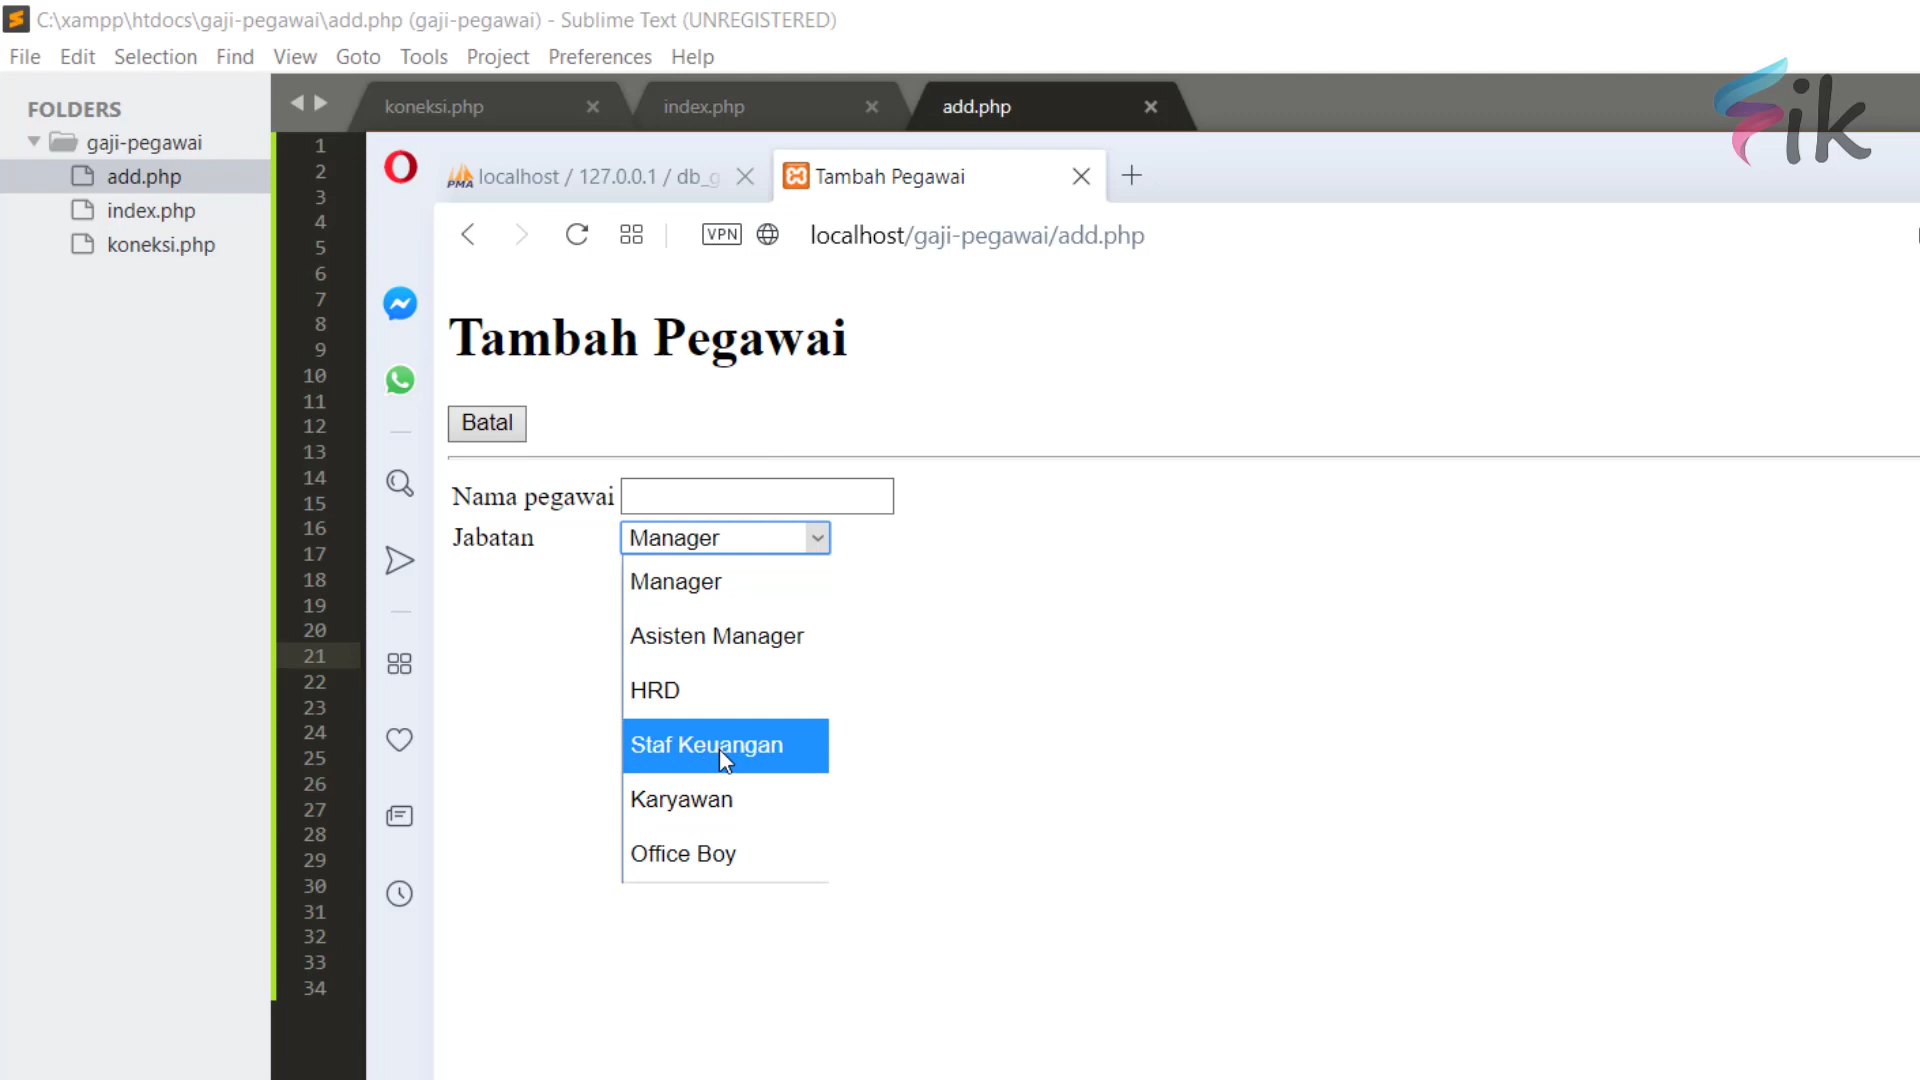 C:\xampp\htdocs\gaji-pegawai\add.php (gaji-pegawai) - Sublime Text (UNREGISTERED)
File Edit Selection Find View Goto Tools Project Preferences Help
FOLDERS
gaji-pegawai
add.php
index.php
koneksi.php
koneksi.php
index.php
add.php
ik
1
2
3
4
5
6
7
8
9
10
11
12
13
14
15
16
17
18
19
20
21
22
23
24
25
26
27
28
29
30
31
32
33
34
PMA localhost / 127.0.0.1 / db_g
Tambah Pegawai
VPN
localhost/gaji-pegawai/add.php
Tambah Pegawai
Batal
Nama pegawai
Jabatan Manager
Manager
Asisten Manager
HRD
Staf Keuangan
Karyawan
Office Boy